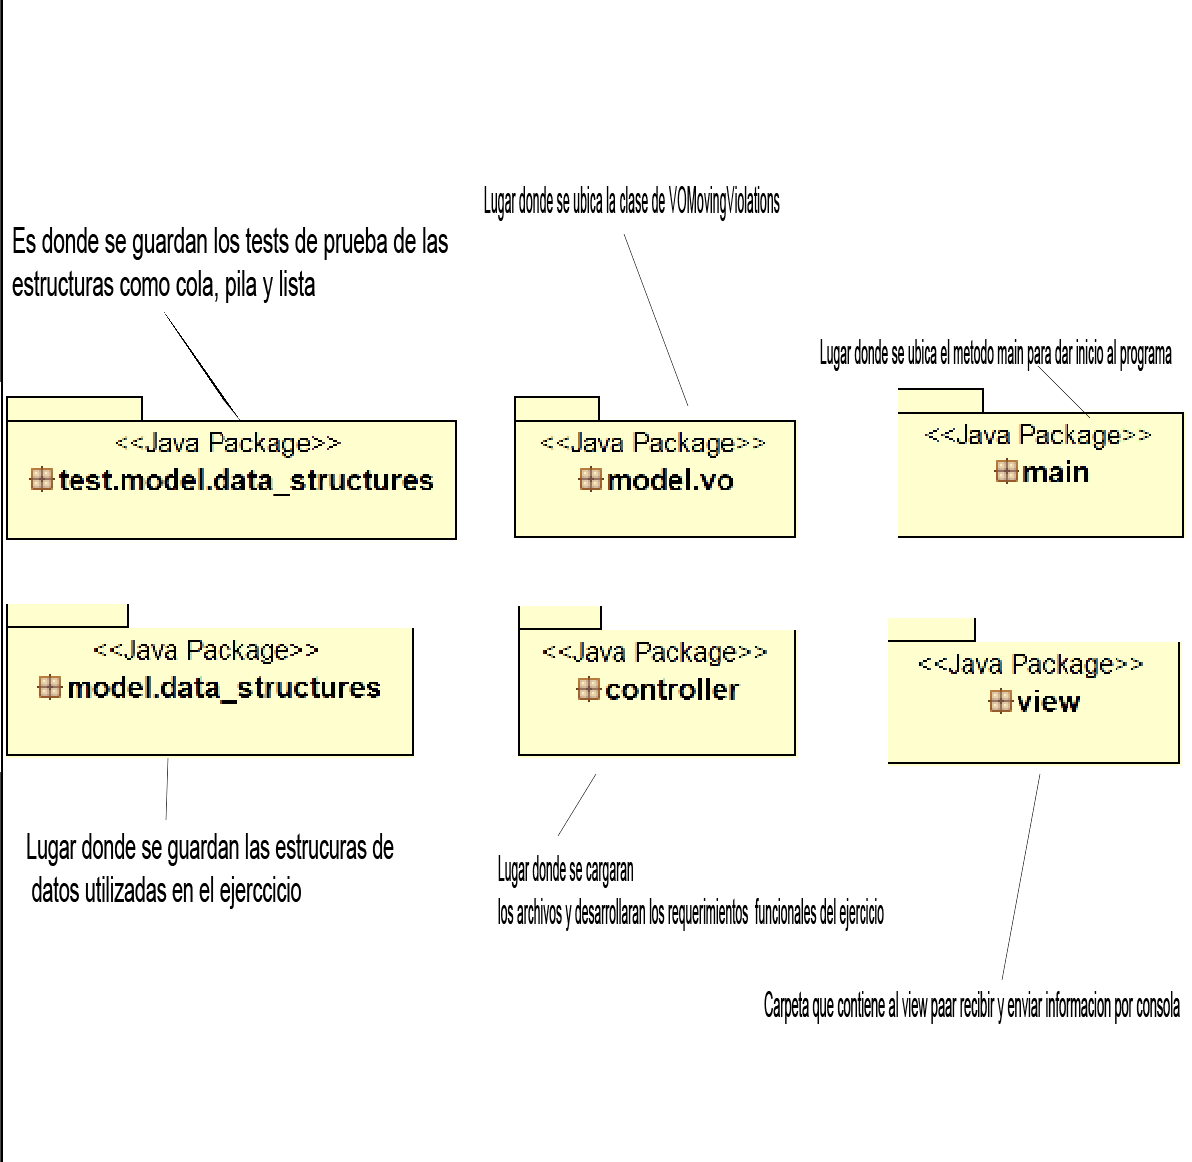 Lugar donde se ubica la clase de VOMovingViolations
Es donde se guardan los tests de prueba de las
estructuras como cola, pila y lista
Lugar donde se ubica el metodo main para dar inicio al programa
<<Java Package>>
test.model.data_structures
<<Java Package>>
model.vo
<<Java Package>>
main
<<Java Package>>
model.data_structures
<<Java Package>>
controller
<<Java Package>>
view
Lugar donde se guardan las estrucuras de
datos utilizadas en el ejerccicio
Lugar donde se cargaran
los archivos y desarrollaran los requerimientos funcionales del ejercicio
Carpeta que contiene al view paar recibir y enviar informacion por consola